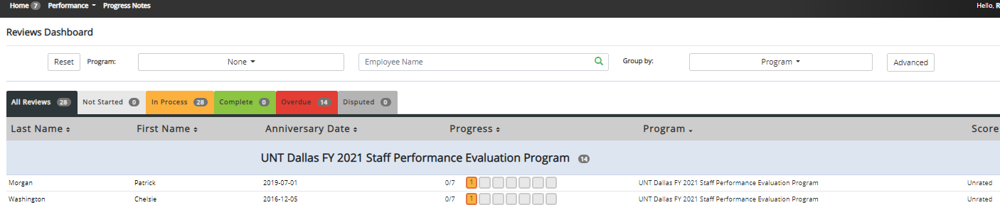 Home 7 Performance Progress Notes Hello, R
Reviews Dashboard
Reset Program: None Employee Name Group by: Program Advanced
All Reviews 28 Not Started 0 In Process 28 Complete 0 Overdue 14 Disputed 0
Last Name First Name Anniversary Date Progress Program Score
UNT Dallas FY 2021 Staff Performance Evaluation Program 14
Morgan Patrick 2019-07-01 0/7 1 UNT Dallas FY 2021 Staff Performance Evaluation Program Unrated
Washington Chelsie 2016-12-05 0/7 1 UNT Dallas FY 2021 Staff Performance Evaluation Program Unrated